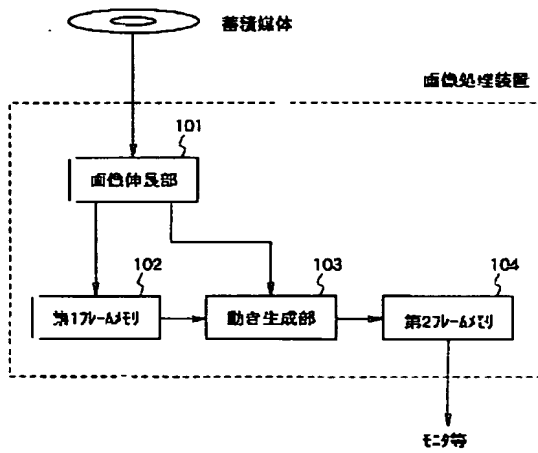 蓄積媒体
画像処理装置
101
画像伸長部
102
第1フレームメモリ
103
動き生成部
104
第2フレームメモリ
モニタ等